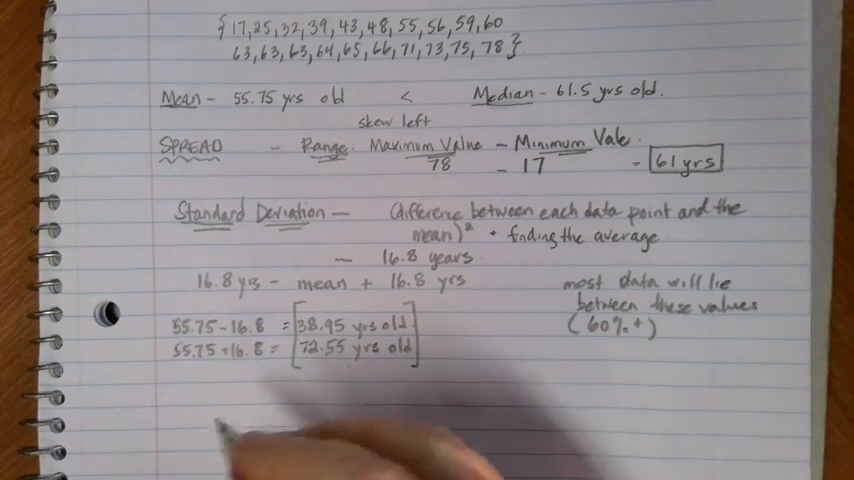 {17,25,32,39,43,48,55,56,59,60
63,63,63,64,65,66,71,73,75,78}
Mean - 55.75 yrs old < Median - 61.5 yrs old.
skew left
SPREAD - Range. Maximum Value - Minimum Vale.
78 - 17 = 61 yrs
Standard Deviation - (difference between each data point and the
mean)² • finding the average.
- 16.8 years.
16.8 yrs - mean + 16.8 yrs
most data will lie
between these values
(60%+)
55.75-16.8 = [38.95 yrs old.
55.75+16.8 = 72.55 yrs old]